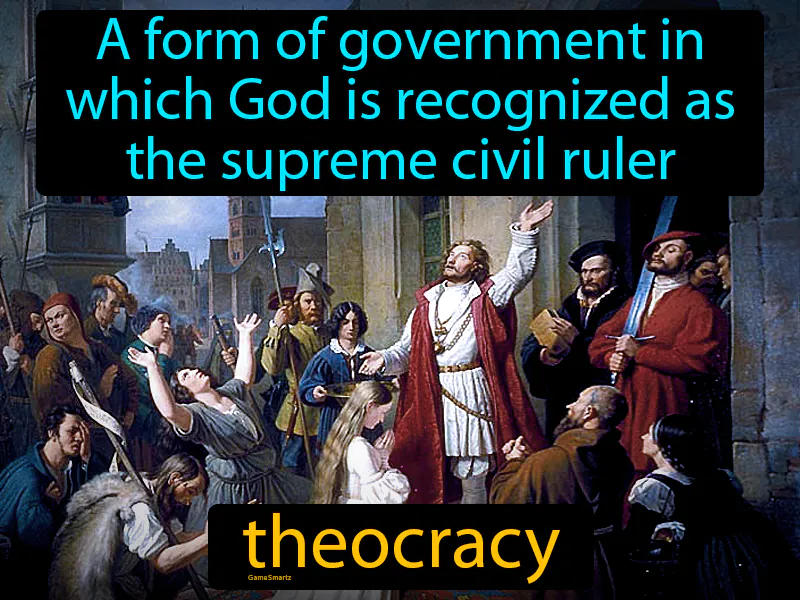 A form of government in
which God is recognized as
the supreme civil ruler
theocracy
GameSmartz